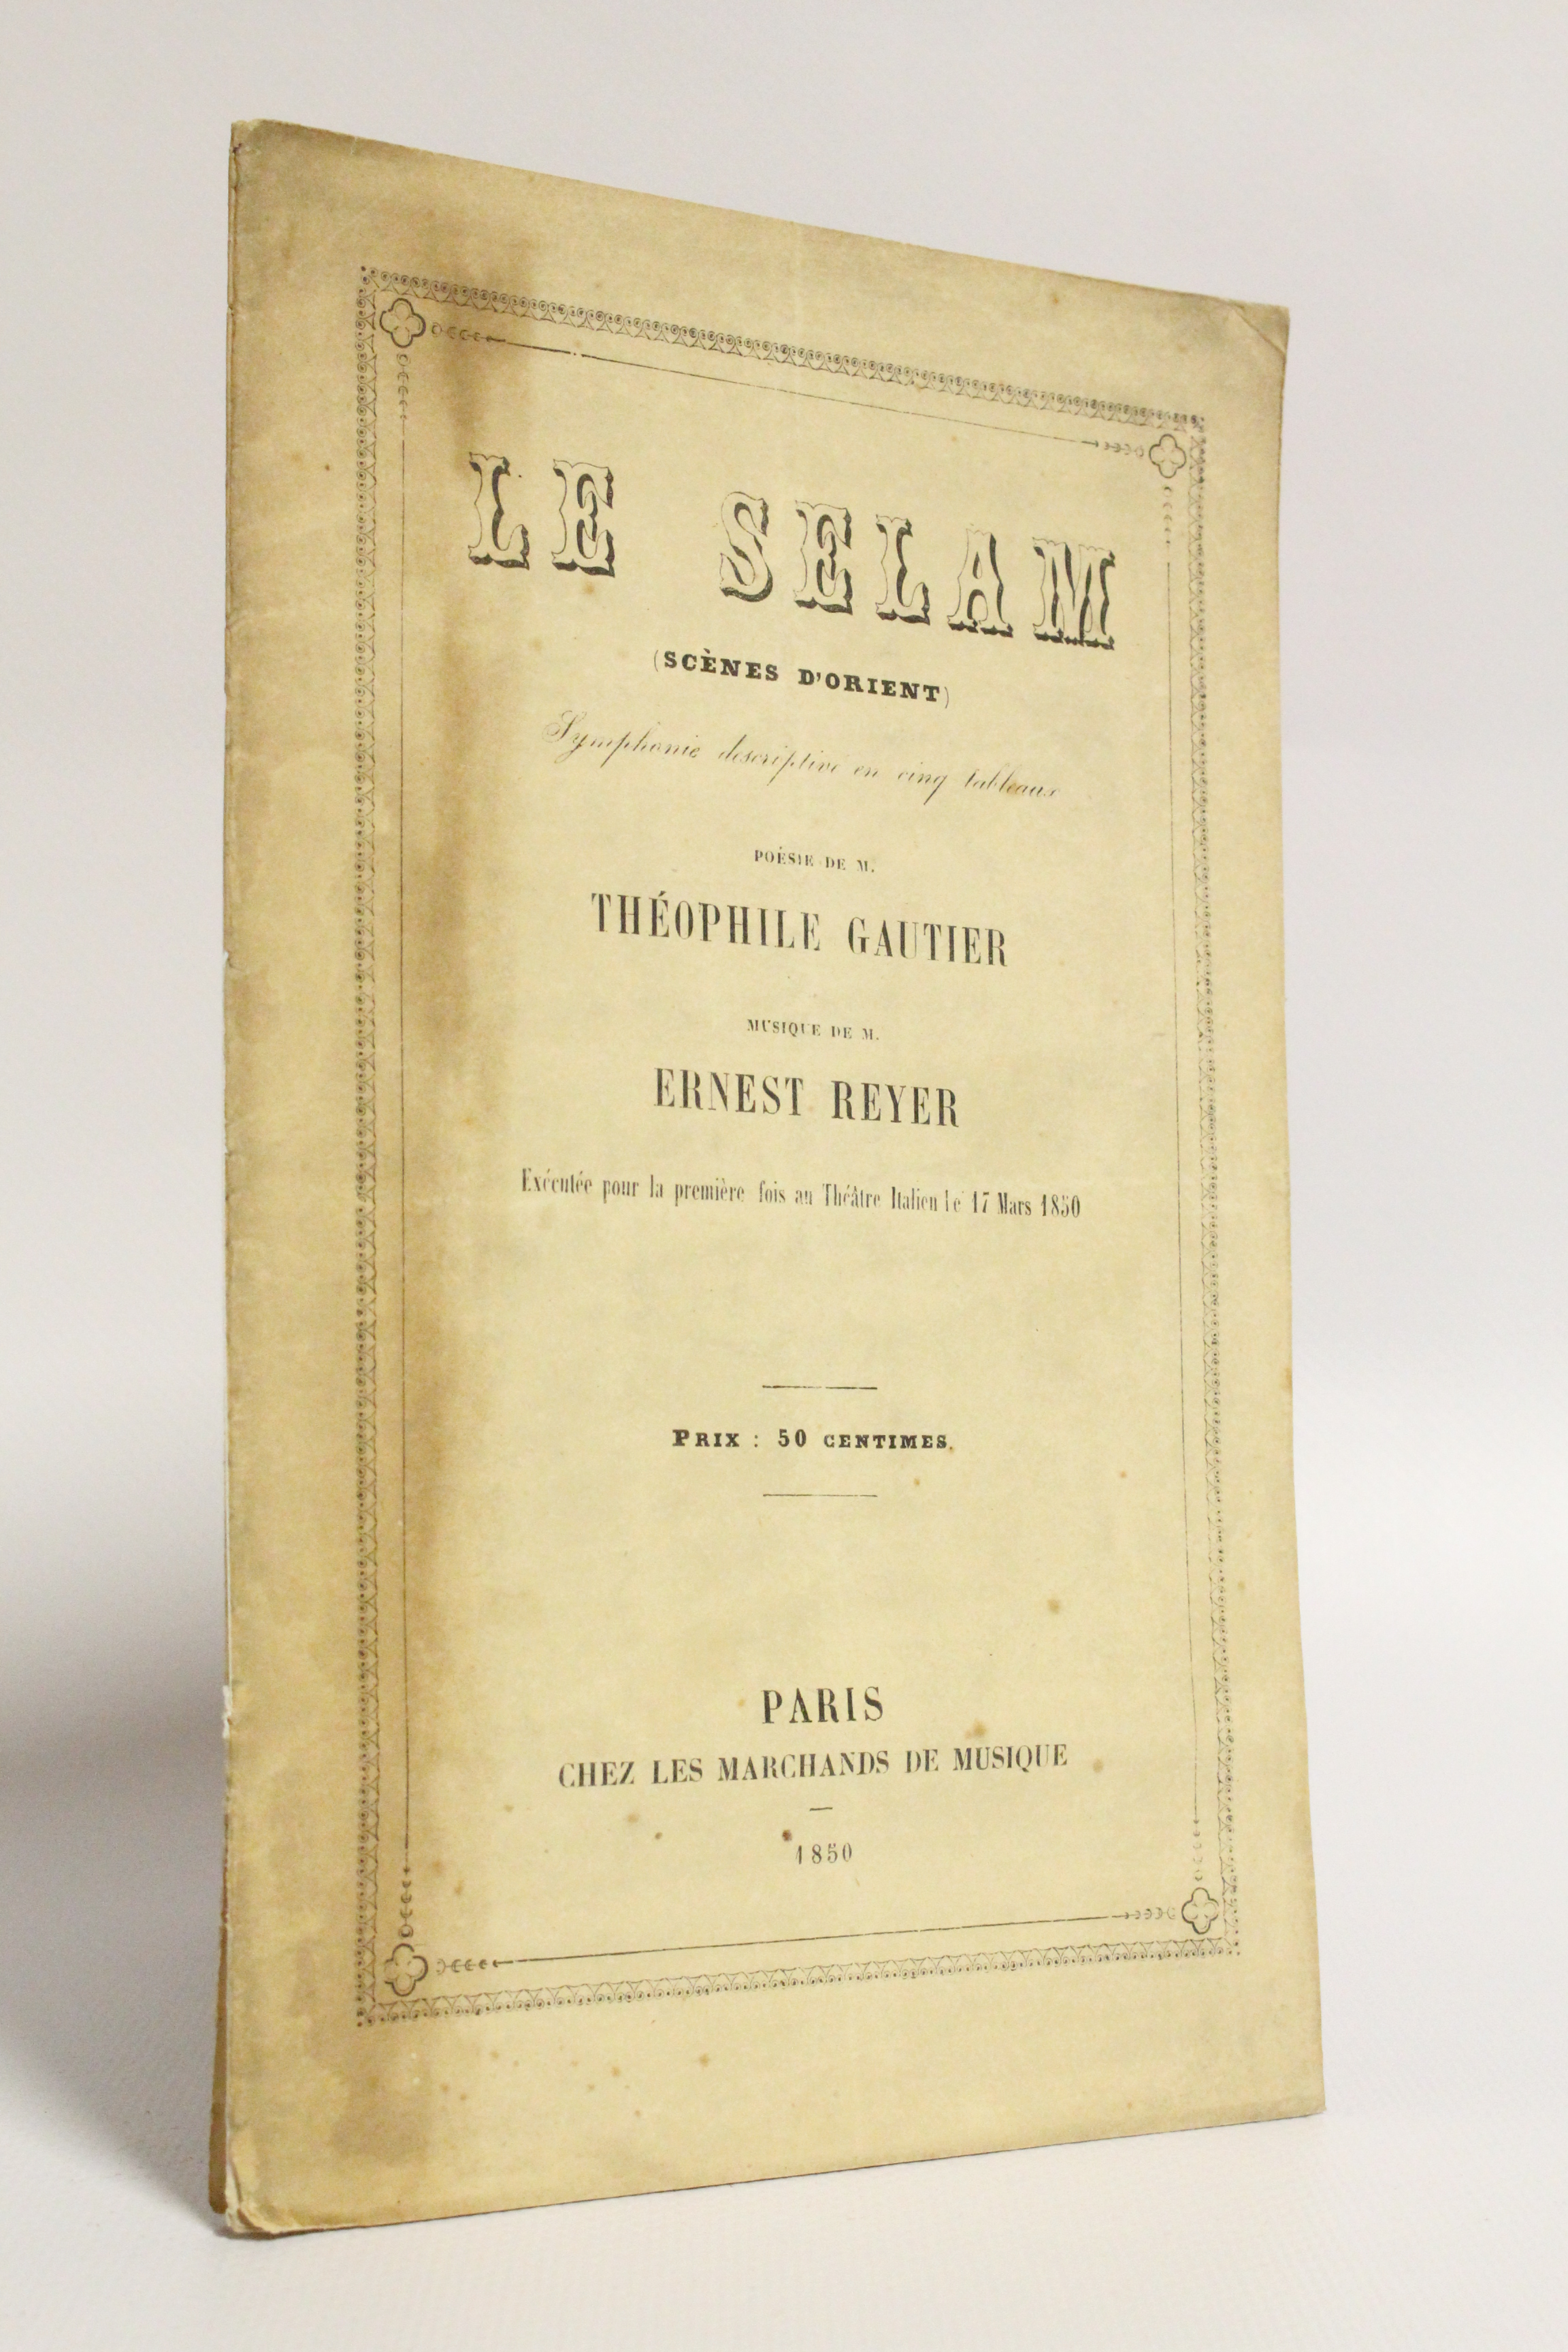 LE SELAM
(SCÈNES D'ORIENT)
Symphonie descriptive en cinq tableaux
POÉSIE DE M.
THÉOPHILE GAUTIER
MUSIQUE DE M.
ERNEST REYER
Exécutée pour la première fois au Théâtre Italien le 17 Mars 1850
PRIX : 50 CENTIMES.
PARIS
CHEZ LES MARCHANDS DE MUSIQUE
1850